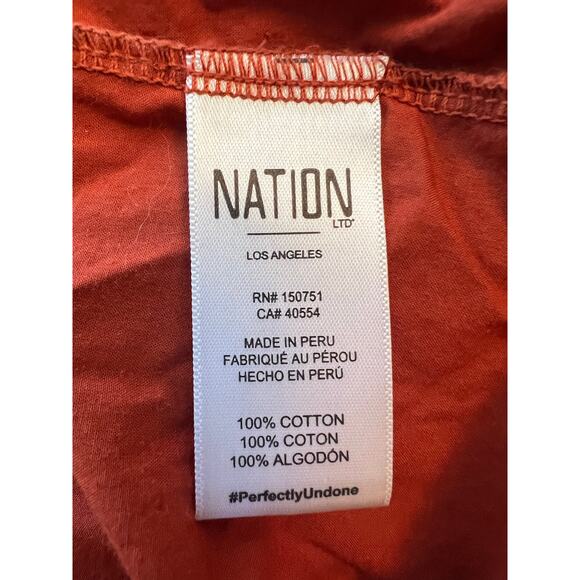 NATION
LTD
LOS ANGELES
RN# 150751
CA# 40554
MADE IN PERU
FABRIQUÉ AU PÉROU
HECHO EN PERÚ
100% COTTON
100% COTON
100% ALGODÓN
#PerfectlyUndone